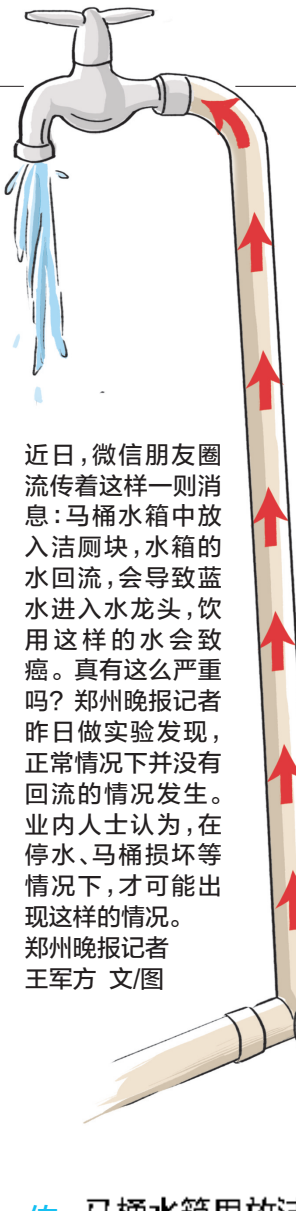 近日，微信朋友圈
流传着这样一则消
息：马桶水箱中放
入洁厕块，水箱的
水回流，会导致蓝
水进入水龙头，饮
用这样的水会致
癌。真有这么严重
吗？郑州晚报记者
昨日做实验发现，
正常情况下并没有
回流的情况发生。
业内人士认为，在
停水、马桶损坏等
情况下，才可能出
现这样的情况。
郑州晚报记者
王军方 文/图